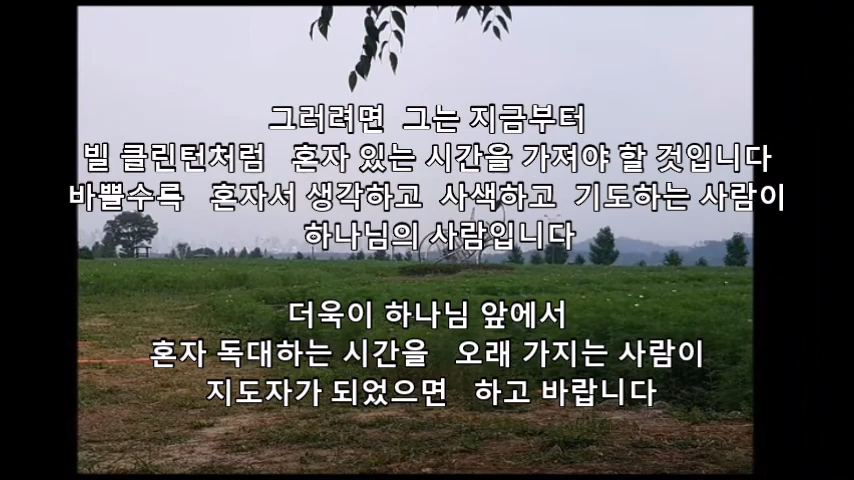 그러려면 그는 지금부터
빌 클린턴처럼 혼자 있는 시간을 가져야 할 것입니다
바쁠수록 혼자서 생각하고 사색하고 기도하는 사람이
하나님의 사람입니다
더욱이 하나님 앞에서
혼자 독대하는 시간을 오래 가지는 사람이
지도자가 되었으면 하고 바랍니다